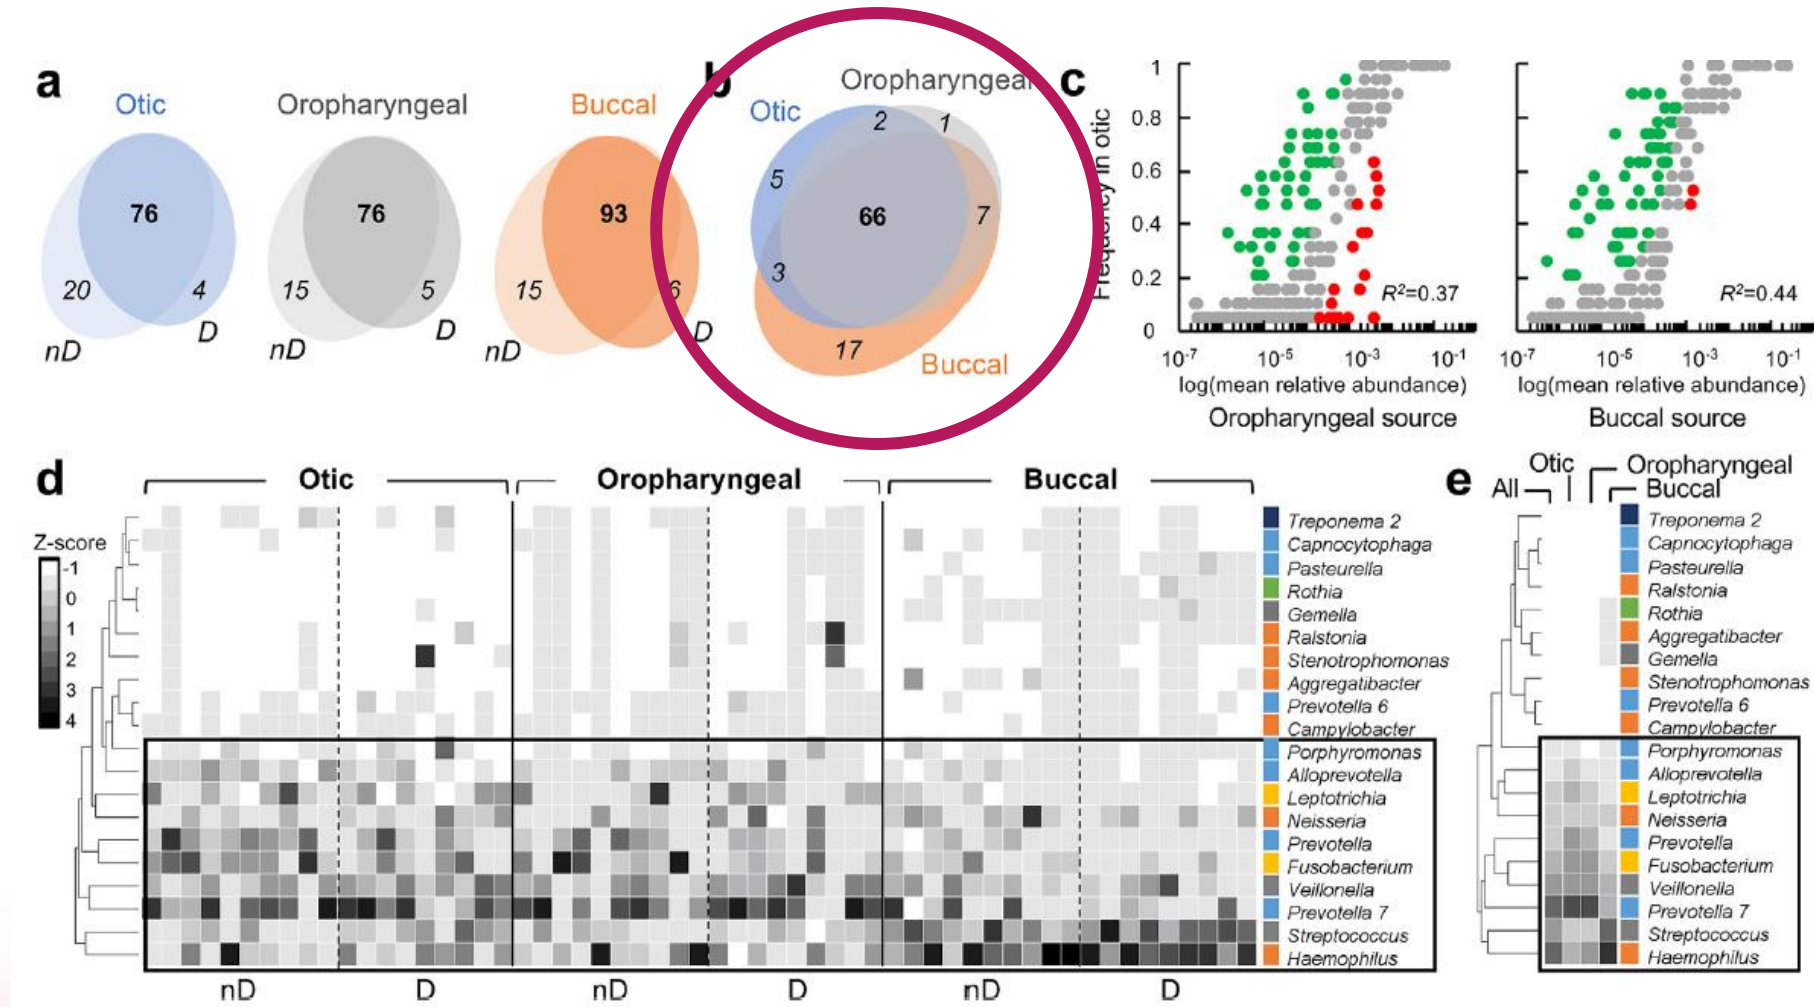 a
Otic
76
20
4
nD
D
Oropharyngeal
76
15
5
nD
D
Buccal
93
15
6
nD
D
b
Otic
Oropharyngeal
2
1
5
66
7
3
17
Buccal
c
Frequency in otic
1
0.8
0.6
0.4
0.2
0
R²=0.37
10-7
10-5
10-3
10-1
log(mean relative abundance)
Oropharyngeal source
R²=0.44
10-7
10-5
10-3
10-1
log(mean relative abundance)
Buccal source
d
Otic
Oropharyngeal
Buccal
Z-score
-1
0
1
2
3
4
Treponema 2
Capnocytophaga
Pasteurella
Rothia
Gemella
Ralstonia
Stenotrophomonas
Aggregatibacter
Prevotella 6
Campylobacter
Porphyromonas
Alloprevotella
Leptotrichia
Neisseria
Prevotella
Fusobacterium
Veillonella
Prevotella 7
Streptococcus
Haemophilus
nD
D
nD
D
nD
D
e
All
Otic
Oropharyngeal
Buccal
Treponema 2
Capnocytophaga
Pasteurella
Ralstonia
Rothia
Aggregatibacter
Gemella
Stenotrophomonas
Prevotella 6
Campylobacter
Porphyromonas
Alloprevotella
Leptotrichia
Neisseria
Prevotella
Fusobacterium
Veillonella
Prevotella 7
Streptococcus
Haemophilus